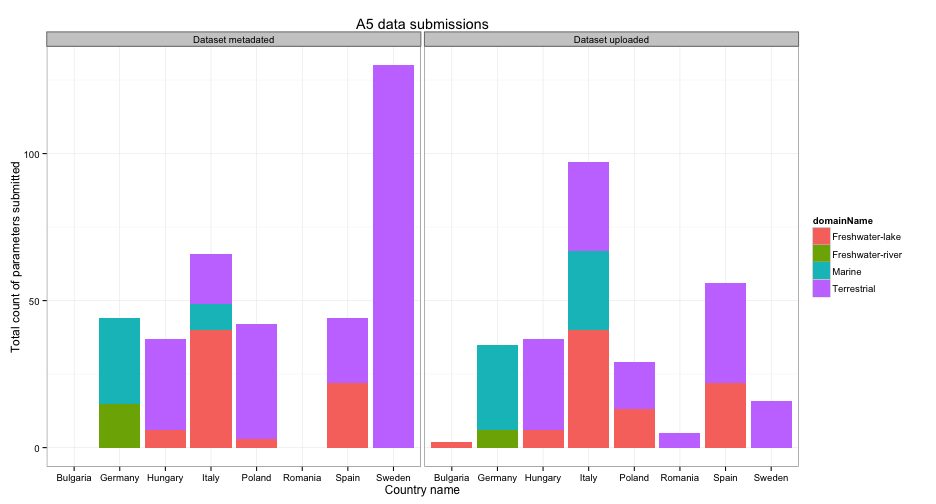 A5 data submissions
Dataset metadated Dataset uploaded
Total count of parameters submitted
100
50
0
Bulgaria Germany Hungary Italy Poland Romania Spain Sweden Bulgaria Germany Hungary Italy Poland Romania Spain Sweden
Country name
domainName
Freshwater-lake
Freshwater-river
Marine
Terrestrial